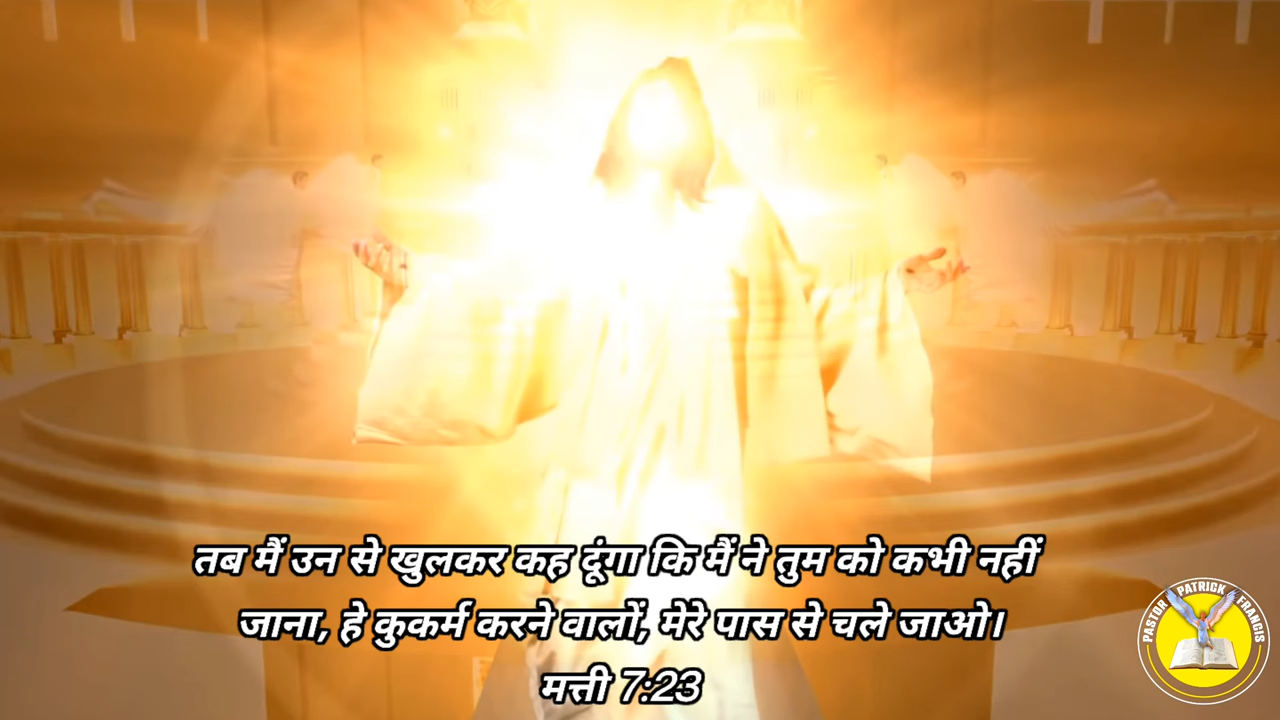 तब मैं उन से खुलकर कह दूंगा कि मैं ने तुम को कभी नहीं
जाना, हे कुकर्म करने वालों, मेरे पास से चले जाओ।
मत्ती 7:23
PASTOR PATRICK FRANCIS